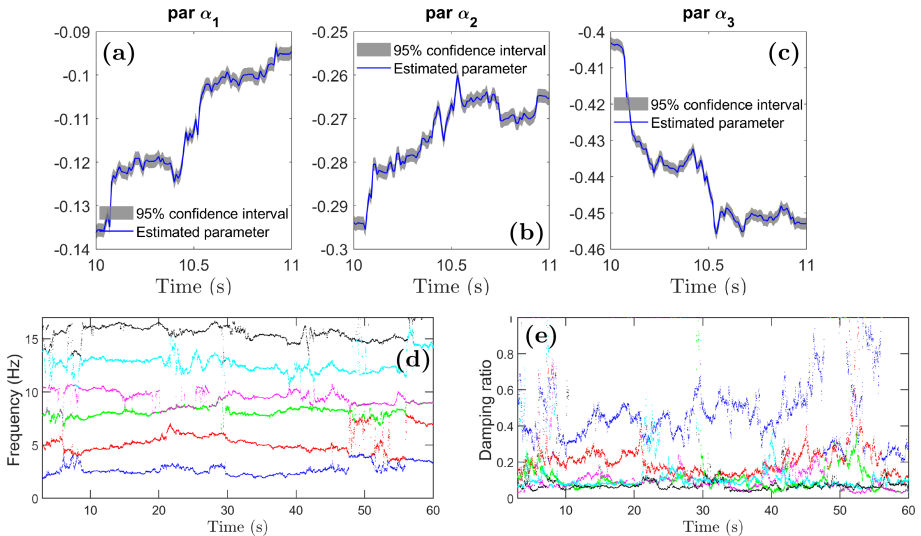 par α1
(a)
-0.09
-0.1
-0.11
-0.12
-0.13
-0.14
95% confidence interval
Estimated parameter
10
10.5
11
Time (s)
par α2
95% confidence interval
Estimated parameter
-0.25
-0.26
-0.27
-0.28
-0.29
-0.3
(b)
10
10.5
11
Time (s)
par α3
(c)
-0.4
-0.41
-0.42
-0.43
-0.44
-0.45
-0.46
95% confidence interval
Estimated parameter
10
10.5
11
Time (s)
Frequency (Hz)
15
10
5
0
(d)
10
20
30
40
50
60
Time (s)
Damping ratio
1
0.8
0.6
0.4
0.2
0
(e)
10
20
30
40
50
60
Time (s)